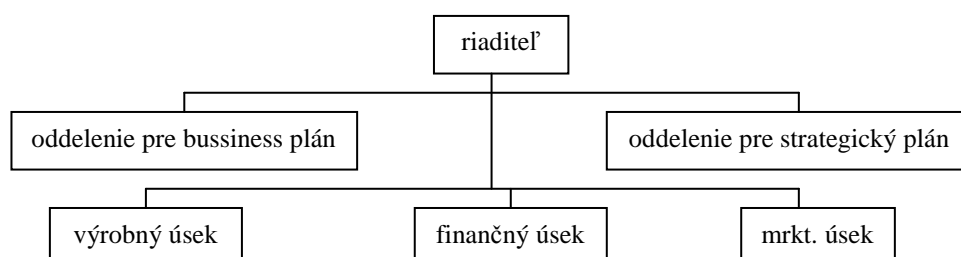 riaditeľ
oddelenie pre bussiness plán
oddelenie pre strategický plán
výrobný úsek
finančný úsek
mrkt. úsek